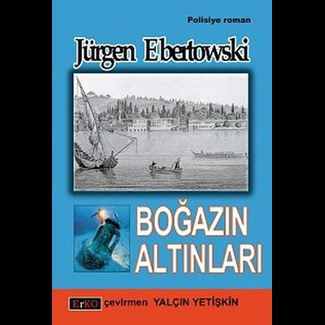 Polisiye roman
Jürgen Ebertowski
BOĞAZIN
ALTINLARI
ErKO çevirmen YALÇIN YETİŞKİN